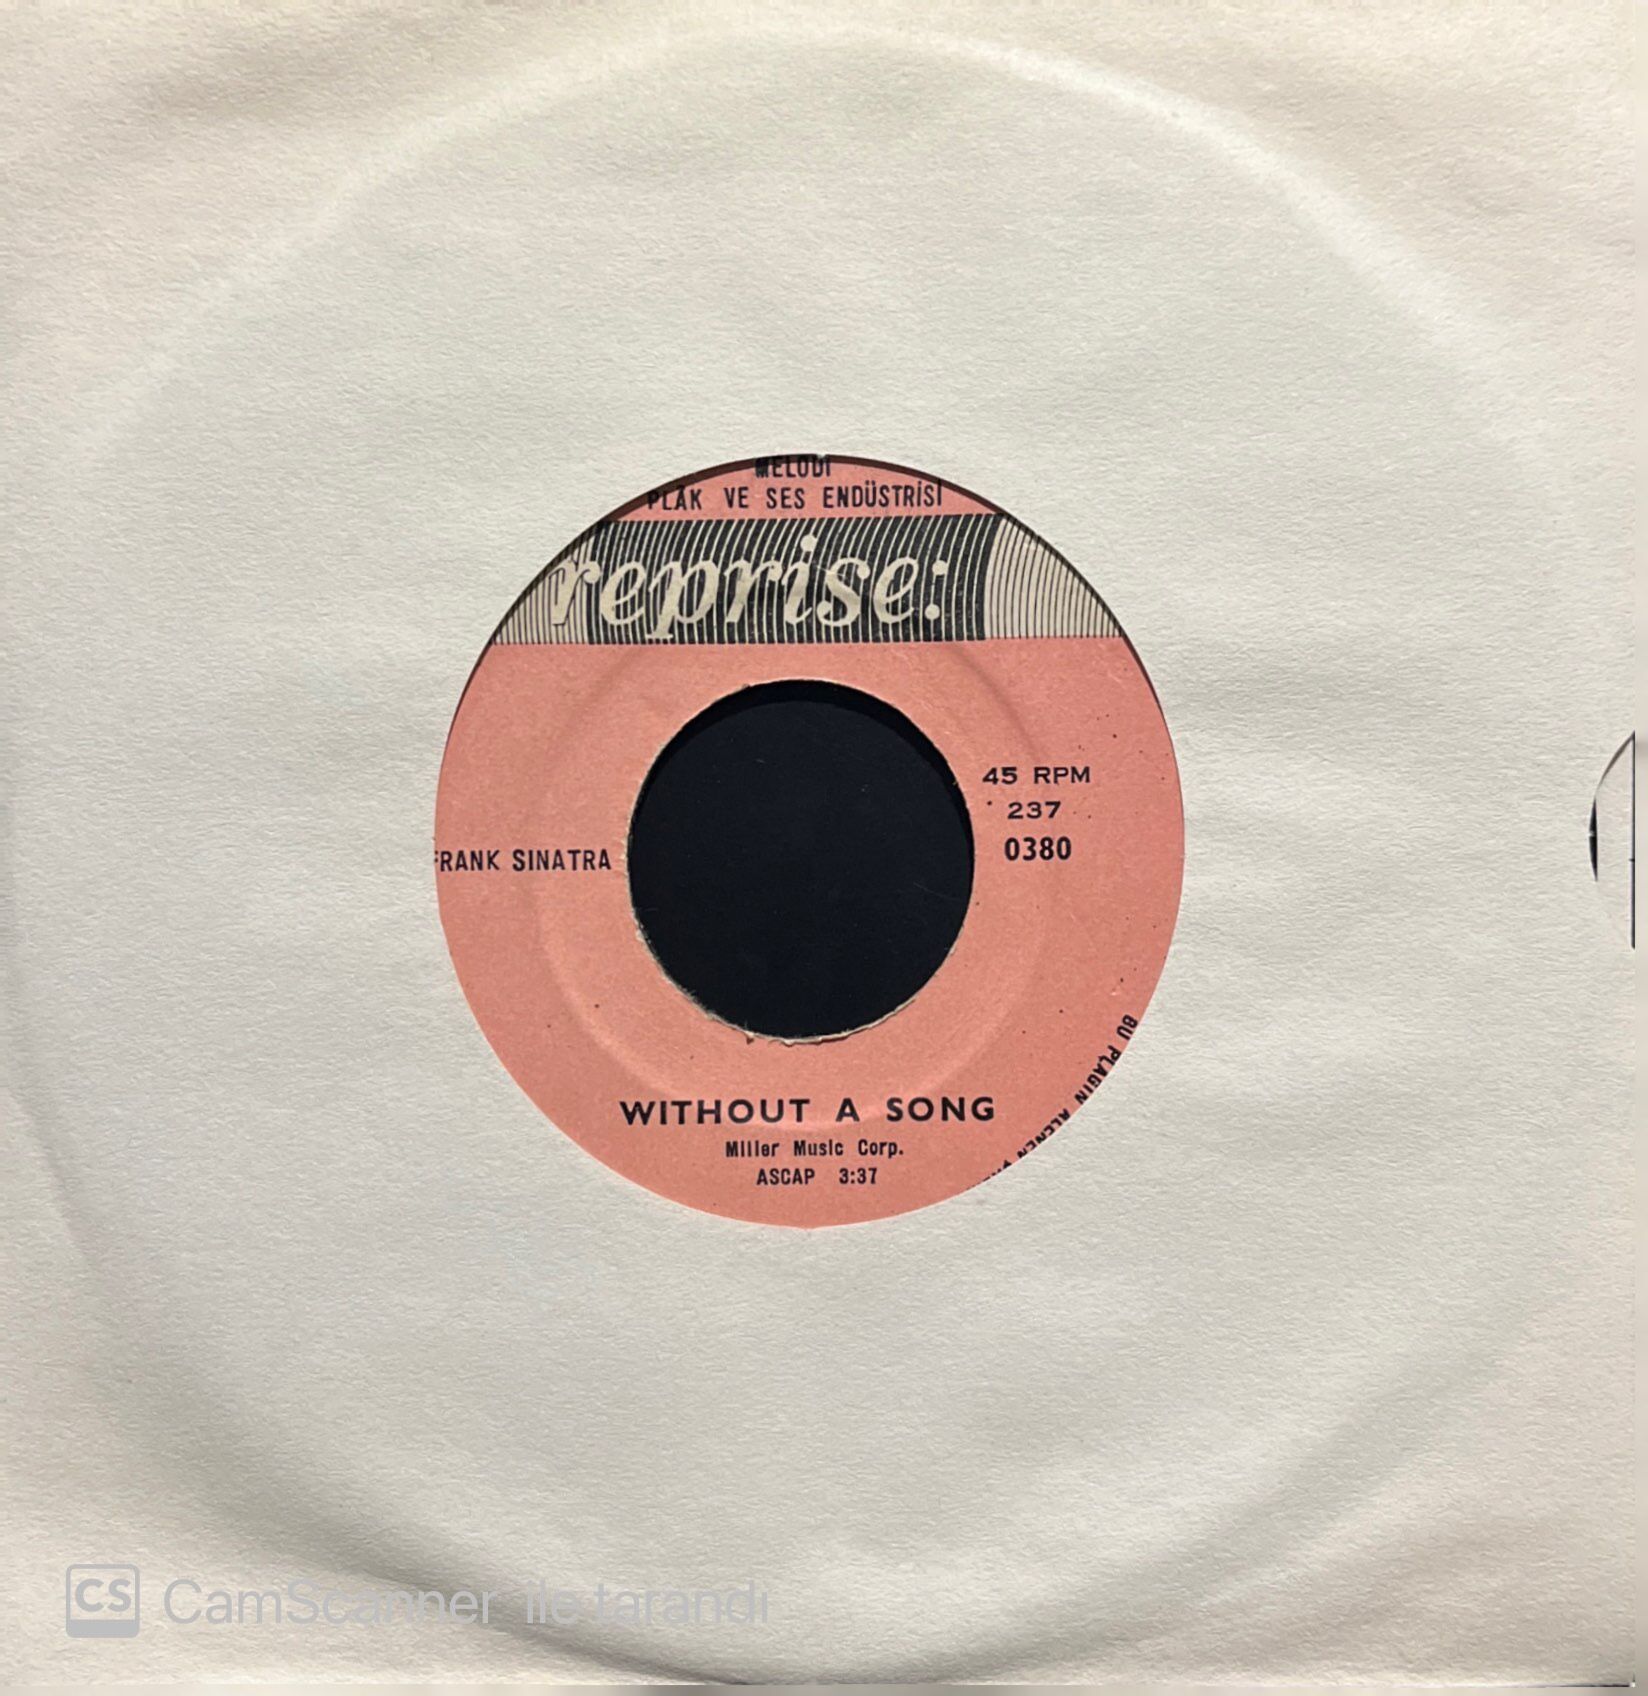 MELODİ
PLÂK VE SES ENDÜSTRİSİ
reprise:
45 RPM
237
0380
FRANK SINATRA
BU PLAĞIN
WITHOUT A SONG
Miller Music Corp.
ASCAP 3:37
CS CamScanner ile tarandı